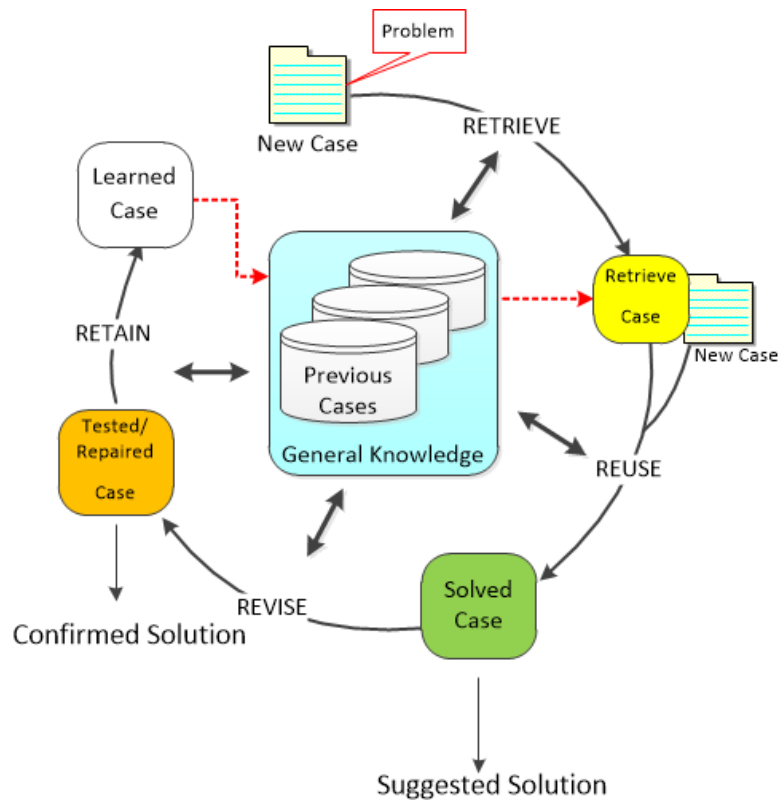 Problem
New Case
RETRIEVE
Learned
Case
Retrieve
Case
New Case
RETAIN
Previous
Cases
General Knowledge
Tested/
Repaired
Case
REUSE
Solved
Case
REVISE
Confirmed Solution
Suggested Solution